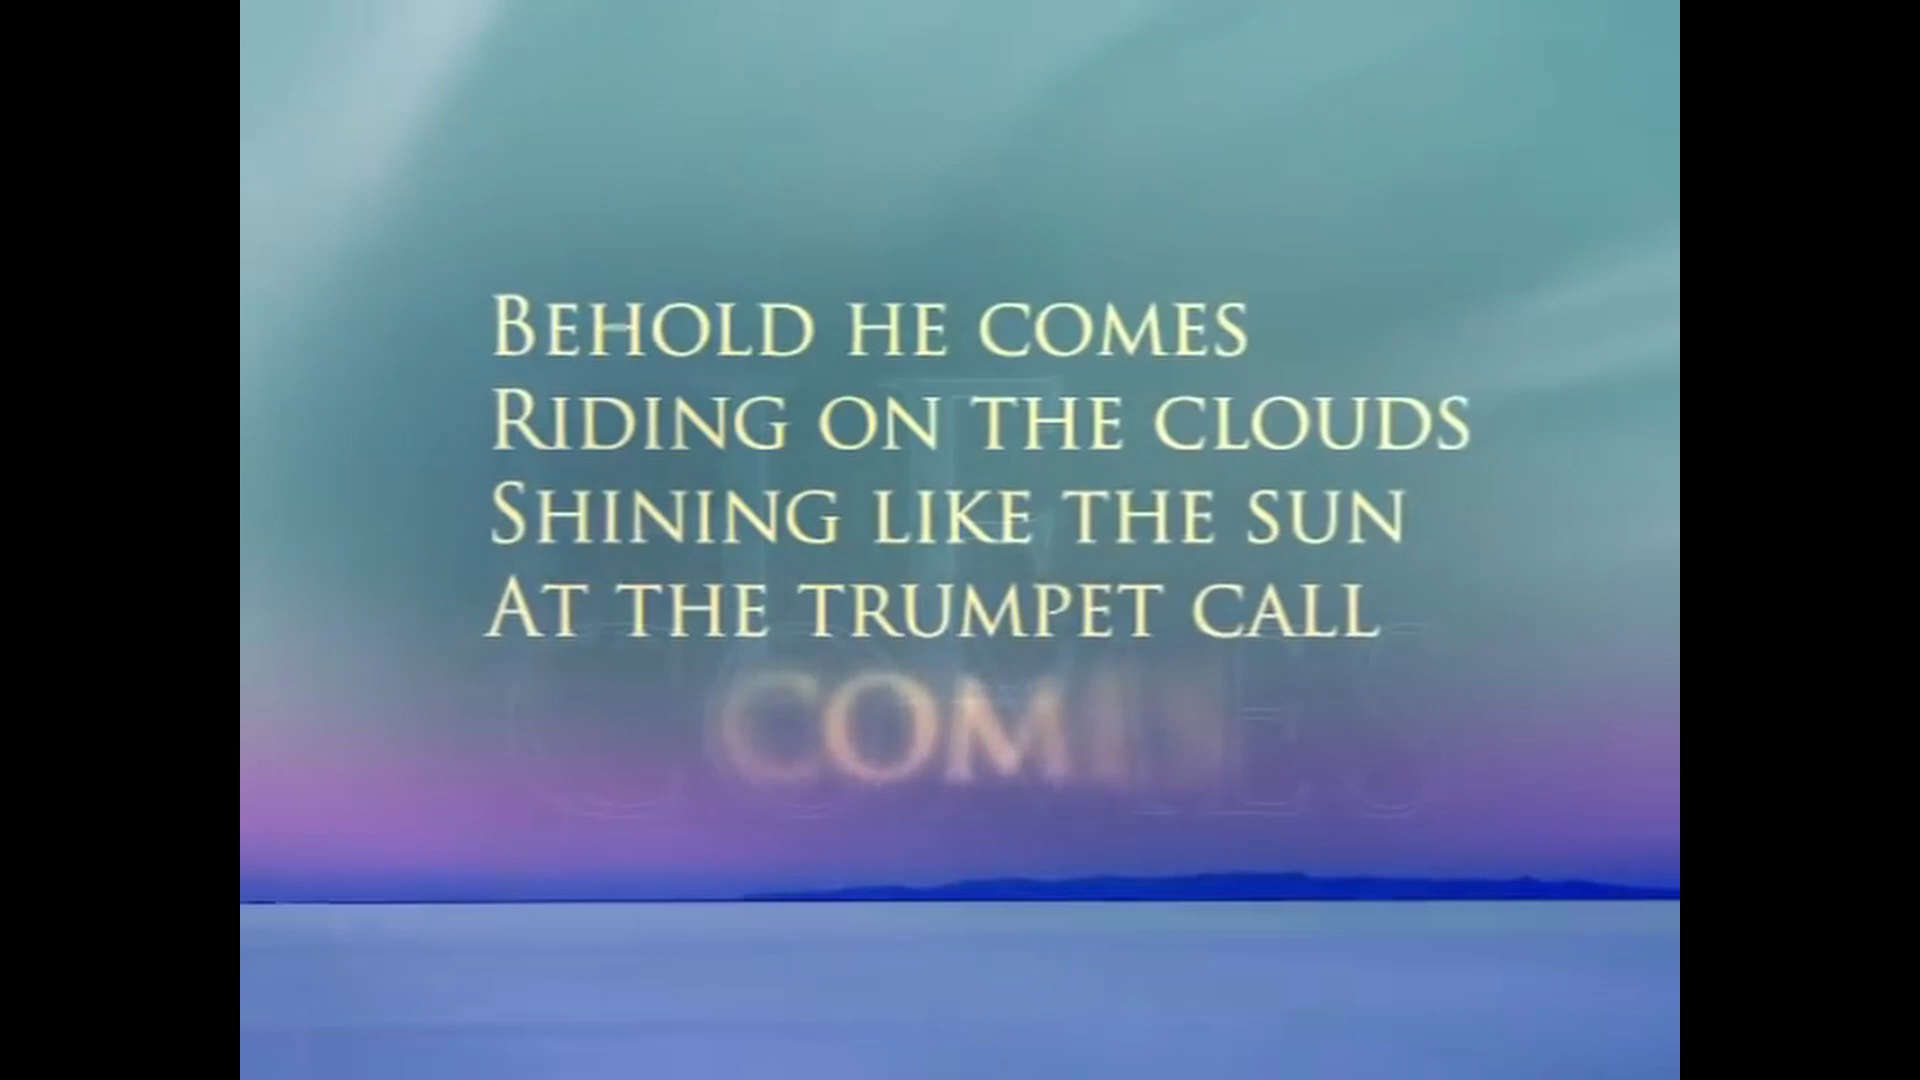 Behold he comes
Riding on the clouds
Shining like the sun
At the trumpet call